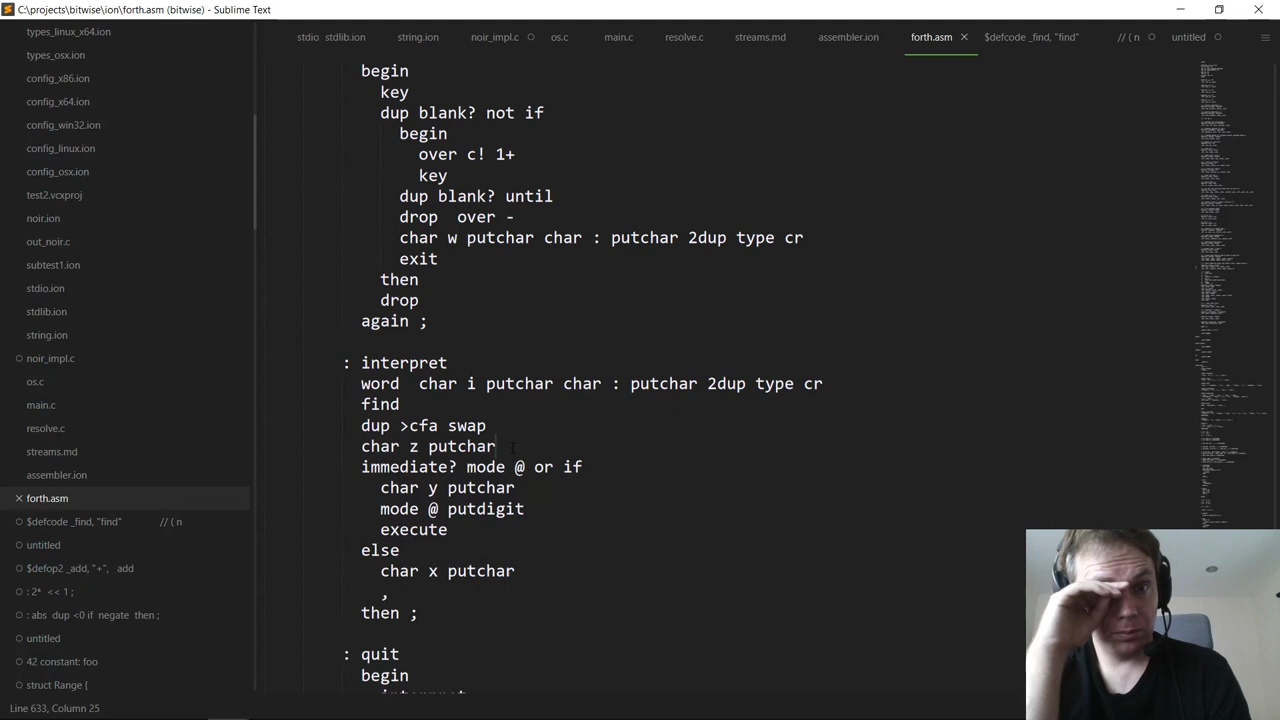 C:\projects\bitwise\ion\forth.asm (bitwise) - Sublime Text
types_linux_x64.ion
types_osx.ion
config_x86.ion
config_x64.ion
config_win32.ion
config_linux.ion
config_osx.ion
test2.vcxproj
noir.ion
out_noir.c
subtest1.ion
stdio.ion
stdlib.ion
string.ion
noir_impl.c
os.c
main.c
resolve.c
streams.md
assembler.ion
forth.asm
$defcode _find, "find" // ( n
untitled
$defop2 _add, "+", add
: 2* << 1 ;
: abs dup <0 if negate then ;
untitled
42 constant: foo
struct Range {
stdio stdlib.ion string.ion noir_impl.c os.c main.c resolve.c streams.md assembler.ion forth.asm $defcode _find, "find" // ( n untitled
begin
key
dup blank? not if
begin
over c!+
key
dup blank? til
drop over -
char w putchar char : putchar 2dup type cr
exit
then
drop
again ;
: interpret
word char i putchar char : putchar 2dup type cr
find
dup >cfa swap
char z putchar
immediate? mode @ or if
char y putchar
mode @ putdigit
execute
else
char x putchar
,
then ;
: quit
begin
Line 633, Column 25